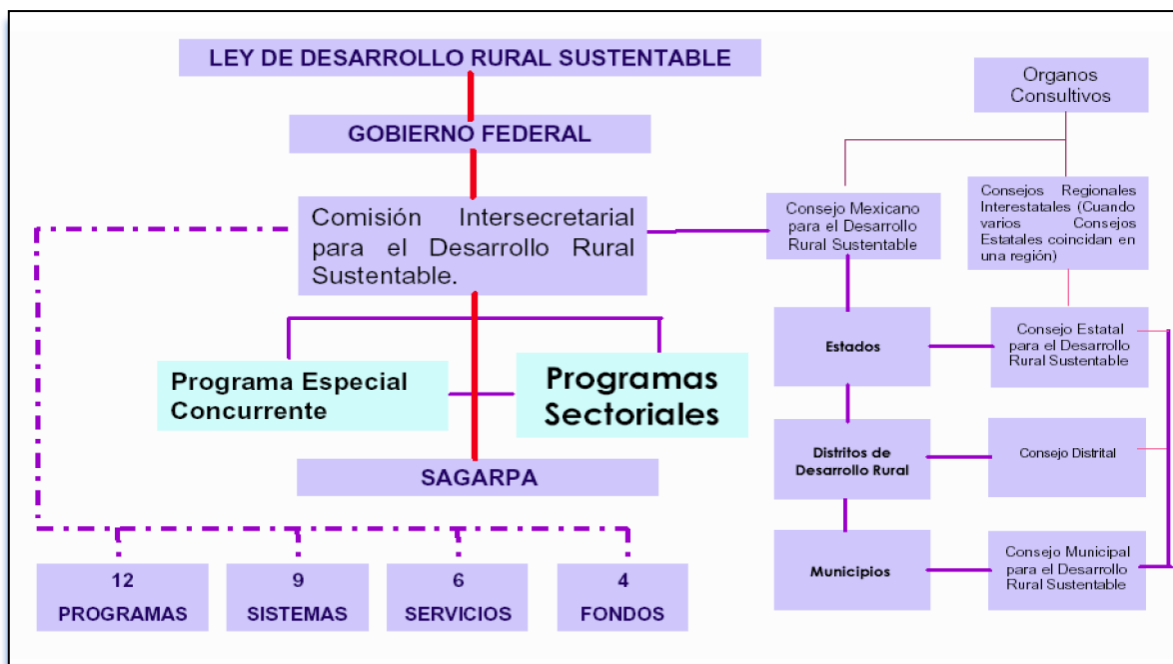 LEY DE DESARROLLO RURAL SUSTENTABLE
GOBIERNO FEDERAL
Comisión Intersecretarial
para el Desarrollo Rural
Sustentable.
Programa Especial
Concurrente
Programas
Sectoriales
SAGARPA
12
PROGRAMAS
9
SISTEMAS
6
SERVICIOS
4
FONDOS
Organos
Consultivos
Consejo Mexicano
para el Desarrollo
Rural Sustentable
Consejos Regionales
Interestatales (Cuando
varios Consejos
Estatales coincidan en
una región)
Estados
Consejo Estatal
para el Desarrollo
Rural Sustentable
Distritos de
Desarrollo Rural
Consejo Distrital
Municipios
Consejo Municipal
para el Desarrollo
Rural Sustentable